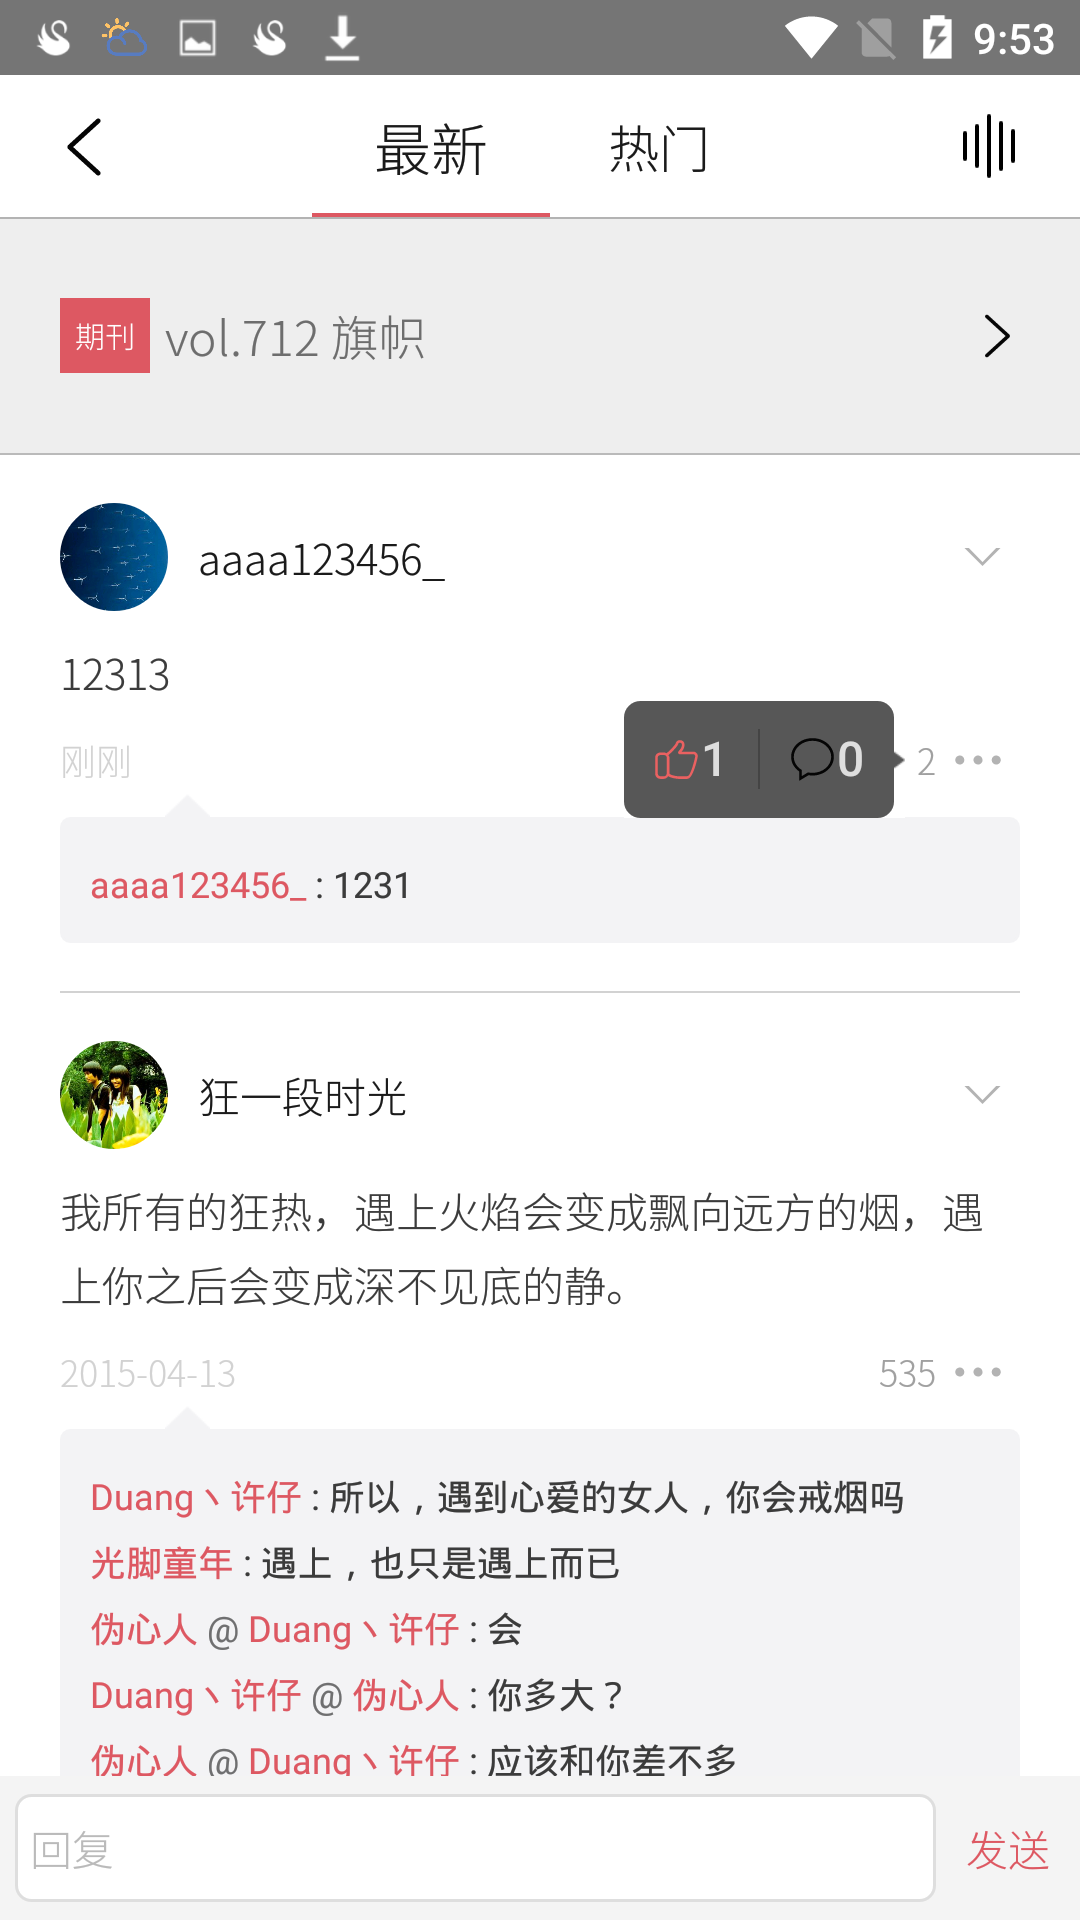 9:53
最新 热门
期刊 vol.712 旗帜
aaaa123456_
12313
刚刚 1 0 2
aaaa123456_ : 1231
狂一段时光
我所有的狂热，遇上火焰会变成飘向远方的烟，遇
上你之后会变成深不见底的静。
2015-04-13 535
Duang丶许仔 : 所以，遇到心爱的女人，你会戒烟吗
光脚童年 : 遇上，也只是遇上而已
伪心人 @ Duang丶许仔 : 会
Duang丶许仔 @ 伪心人 : 你多大？
伪心人 @ Duang丶许仔 : 应该和你差不多
回复 发送